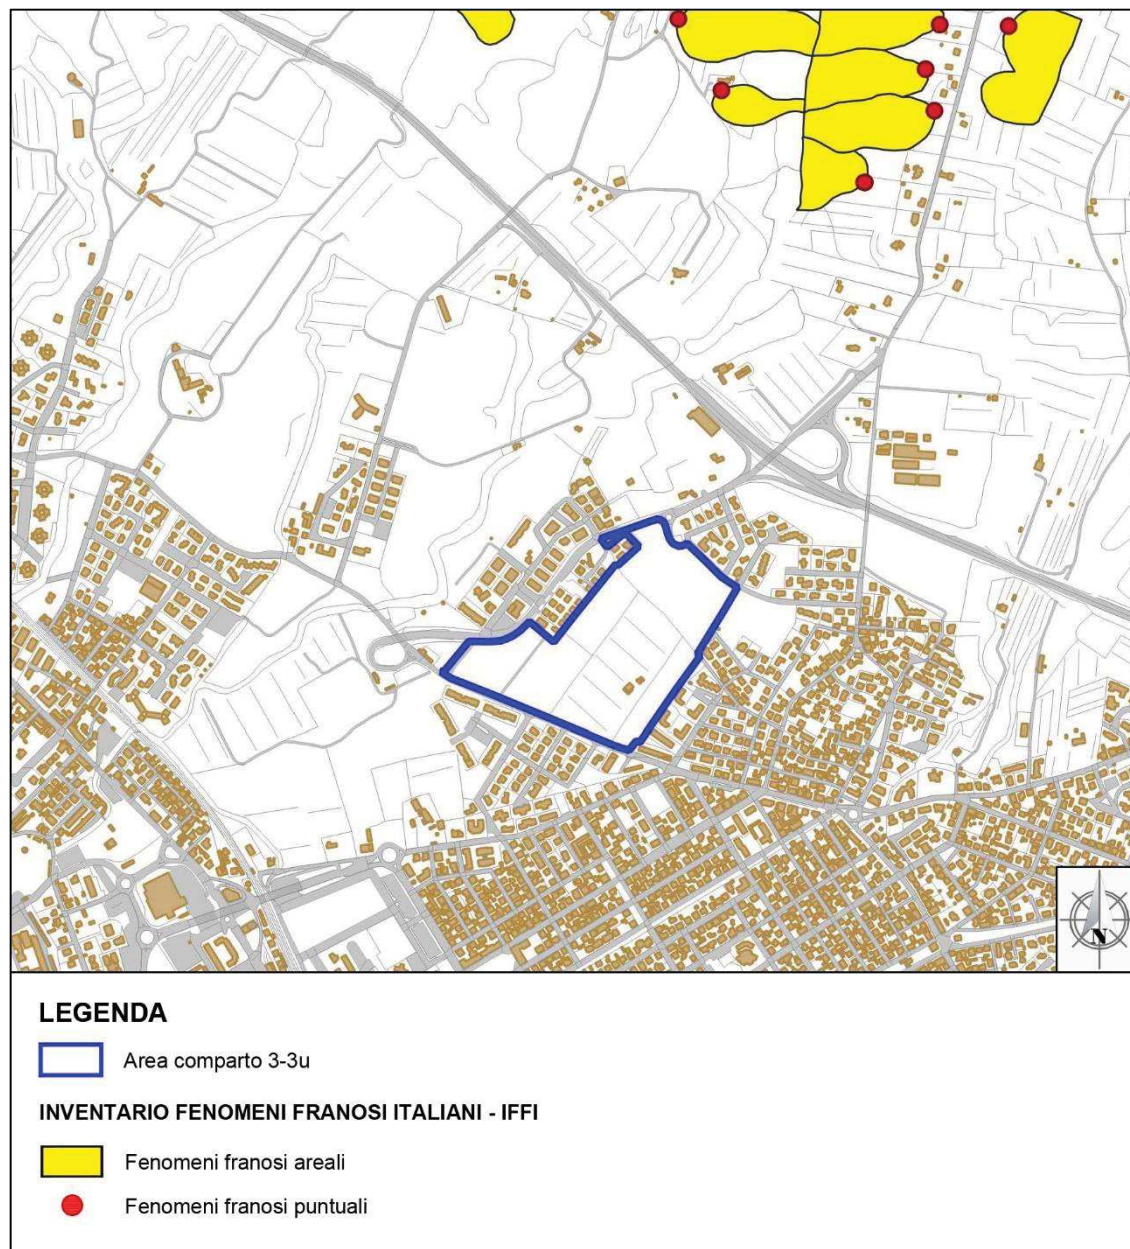 N
LEGENDA
Area comparto 3-3u
INVENTARIO FENOMENI FRANOSI ITALIANI - IFFI
Fenomeni franosi areali
Fenomeni franosi puntuali